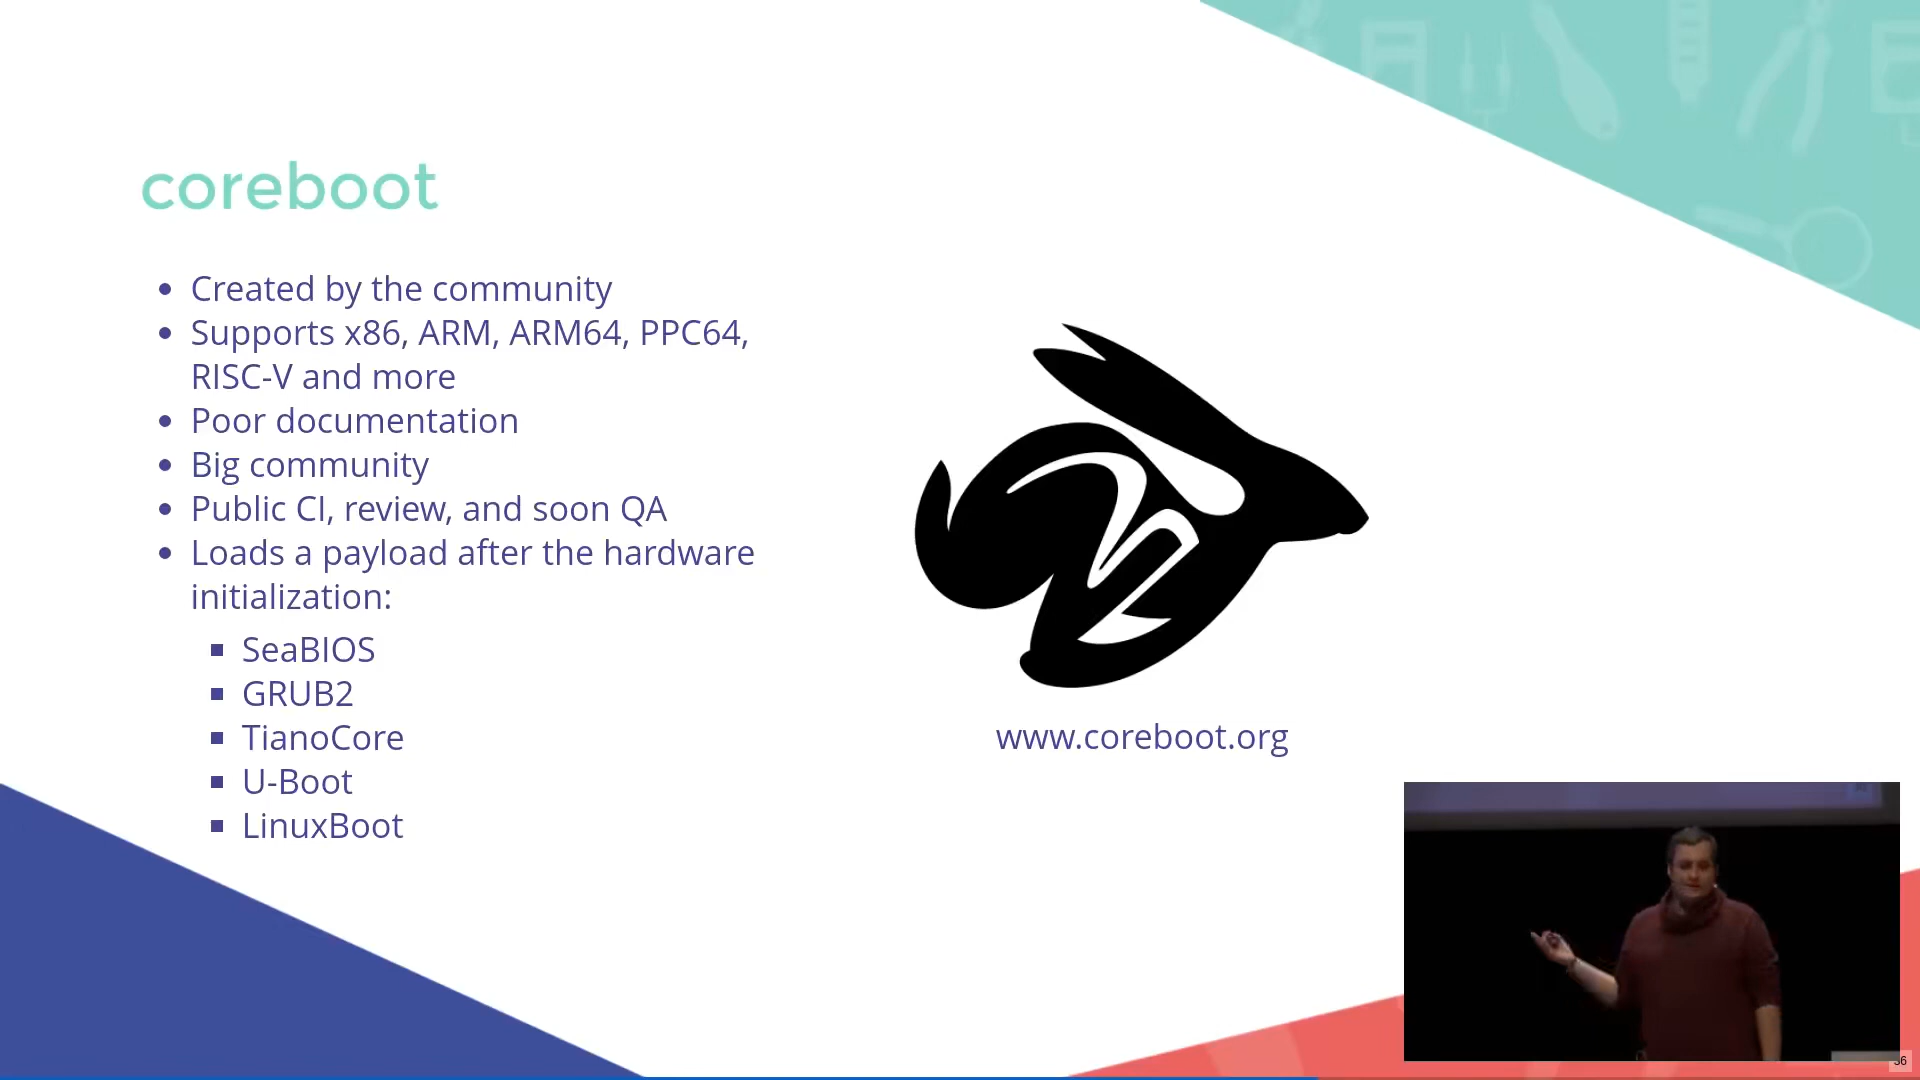 coreboot
Created by the community
Supports x86, ARM, ARM64, PPC64,
RISC-V and more
Poor documentation
Big community
Public CI, review, and soon QA
Loads a payload after the hardware
initialization:
SeaBIOS
GRUB2
TianoCore
U-Boot
LinuxBoot
www.coreboot.org
36